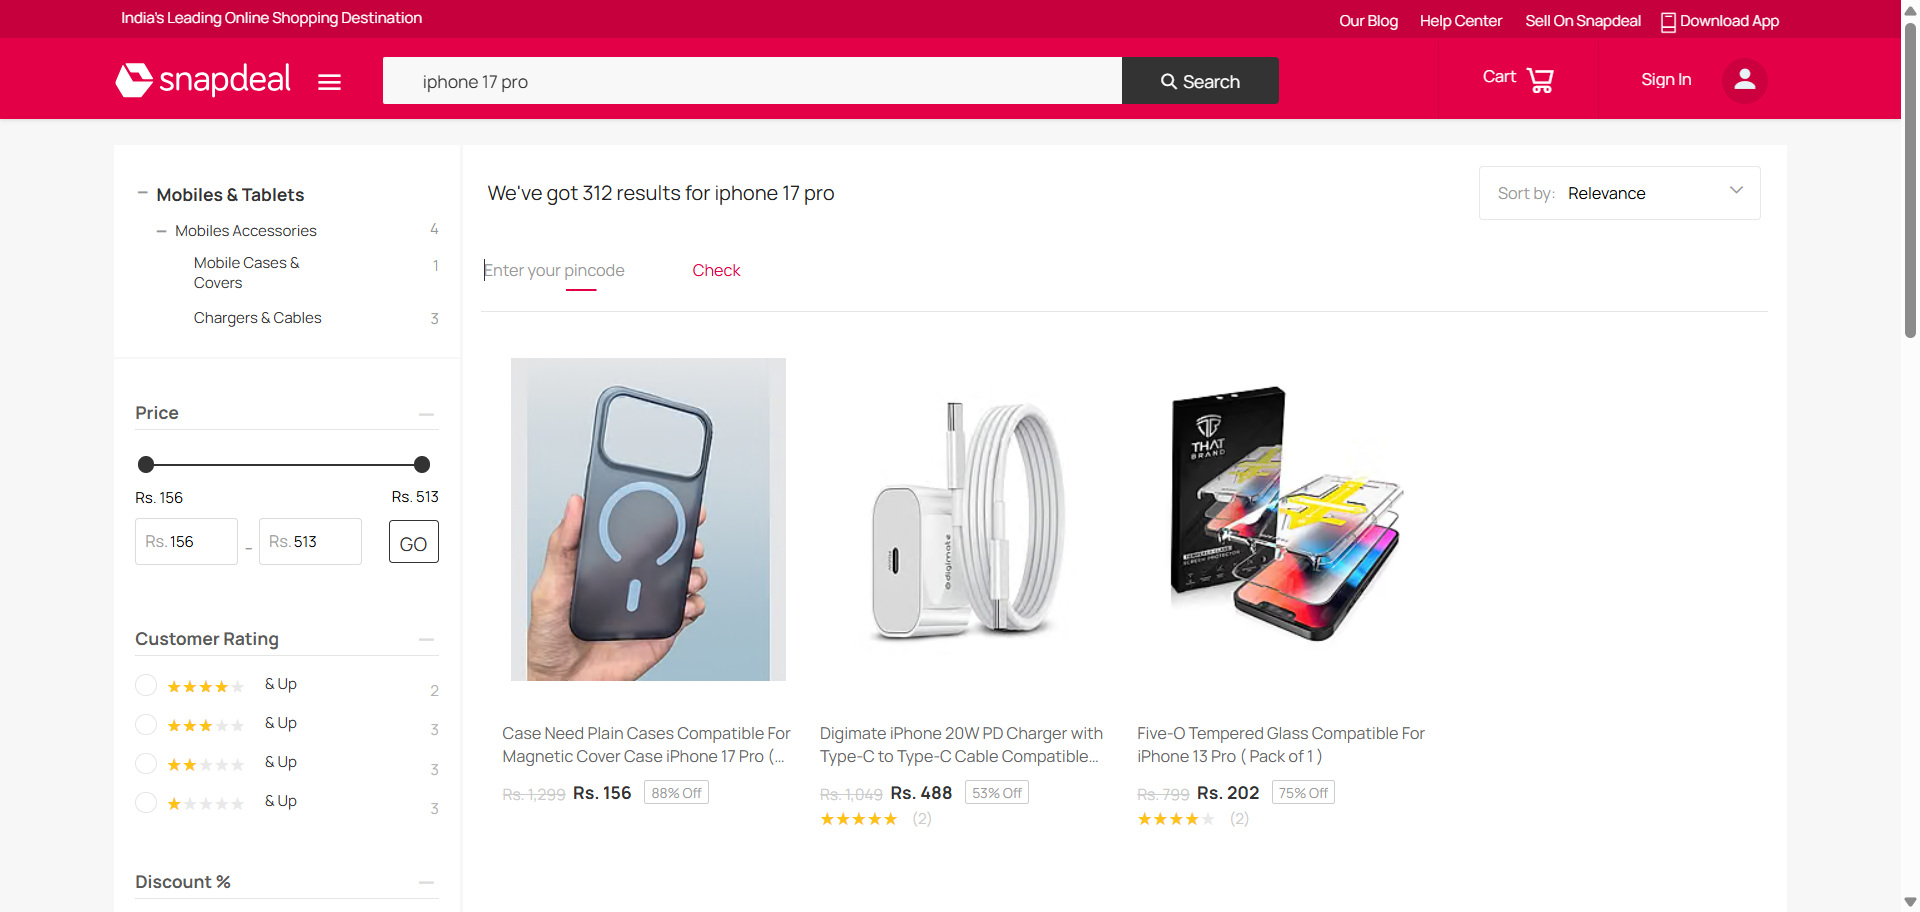 India's Leading Online Shopping Destination
Our Blog Help Center Sell On Snapdeal Download App
snapdeal
iphone 17 pro
Search
Cart
Sign In
Mobiles & Tablets
Mobiles Accessories 4
Mobile Cases & Covers 1
Chargers & Cables 3
Price
Rs. 156 Rs. 513
Rs. 156 - Rs. 513 GO
Customer Rating
& Up 2
& Up 3
& Up 3
& Up 3
Discount %
We've got 312 results for iphone 17 pro
Sort by: Relevance
Enter your pincode Check
digimate
THAT
BRAND
TEMPERED GLASS
SCREEN PROTECTOR
Case Need Plain Cases Compatible For
Magnetic Cover Case iPhone 17 Pro (...
Rs. 1,299 Rs. 156 88% Off
Digimate iPhone 20W PD Charger with
Type-C to Type-C Cable Compatible...
Rs. 1,049 Rs. 488 53% Off
(2)
Five-O Tempered Glass Compatible For
iPhone 13 Pro ( Pack of 1 )
Rs. 799 Rs. 202 75% Off
(2)